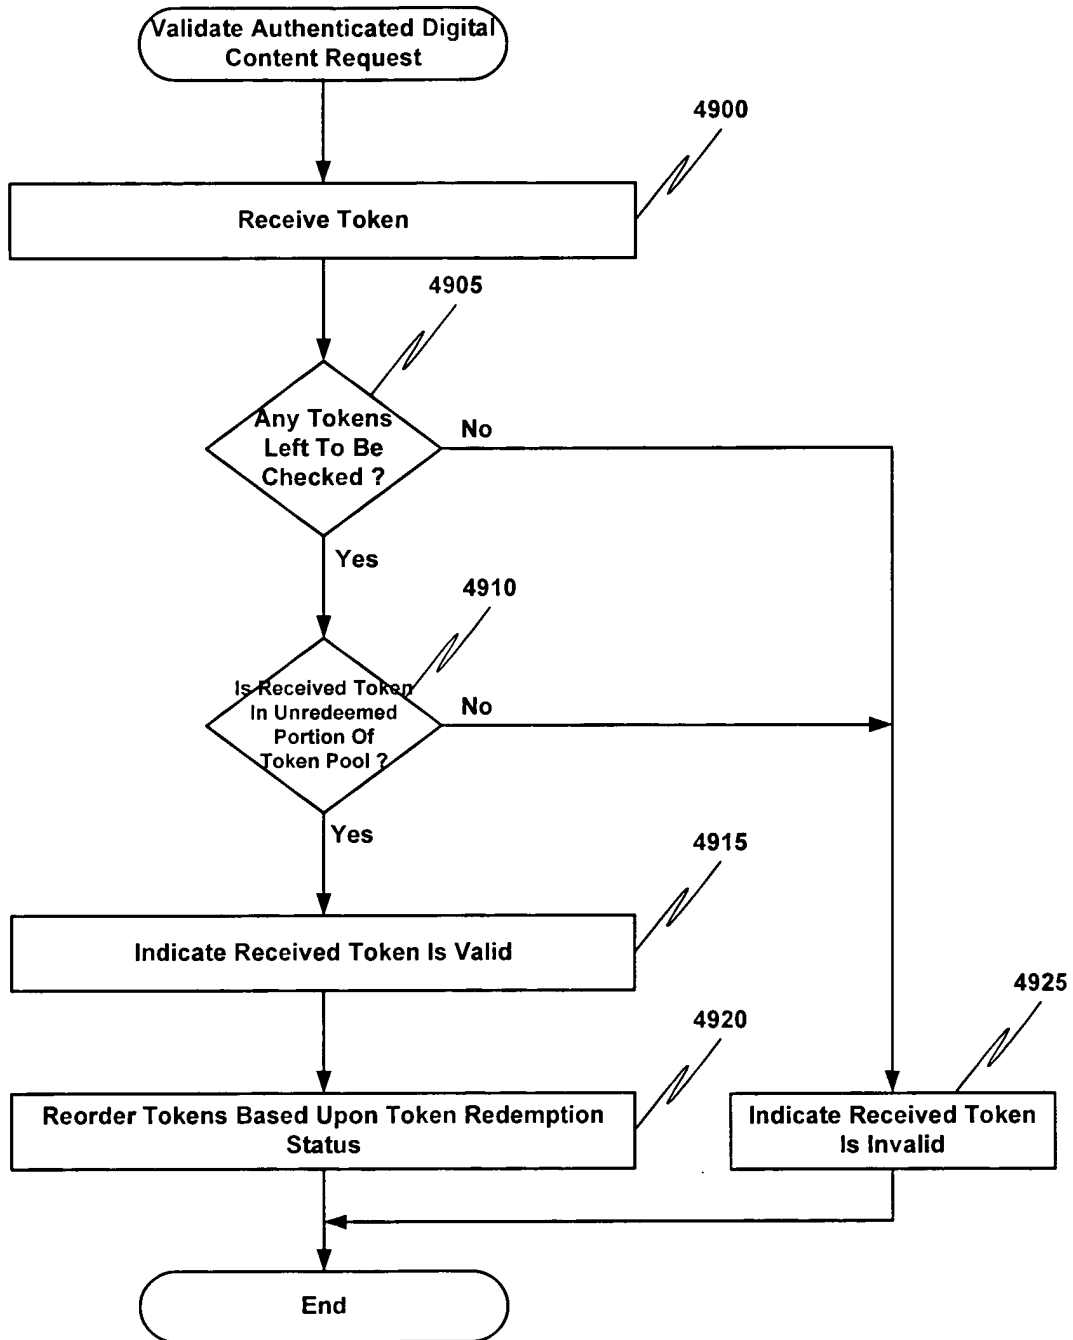 Validate Authenticated Digital
Content Request
4900
Receive Token
4905
Any Tokens
Left To Be
Checked ?
No
Yes
4910
Is Received Token
In Unredeemed
Portion Of
Token Pool ?
No
Yes
4915
Indicate Received Token Is Valid
4920
Reorder Tokens Based Upon Token Redemption
Status
4925
Indicate Received Token
Is Invalid
End